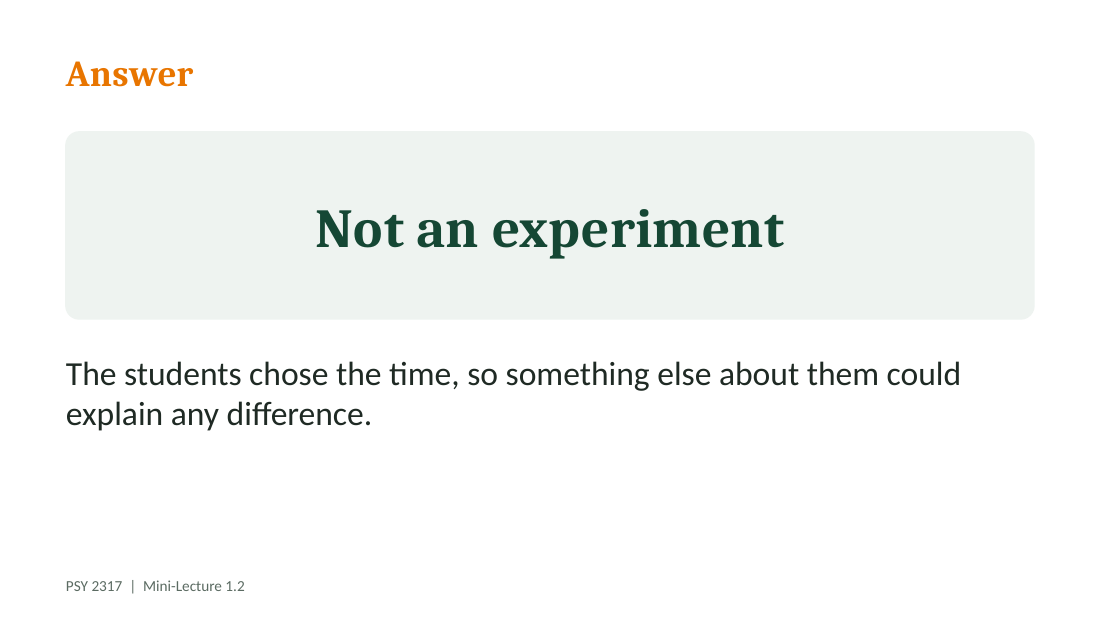 Answer
Not an experiment
The students chose the time, so something else about them could
explain any difference.
PSY 2317 | Mini-Lecture 1.2